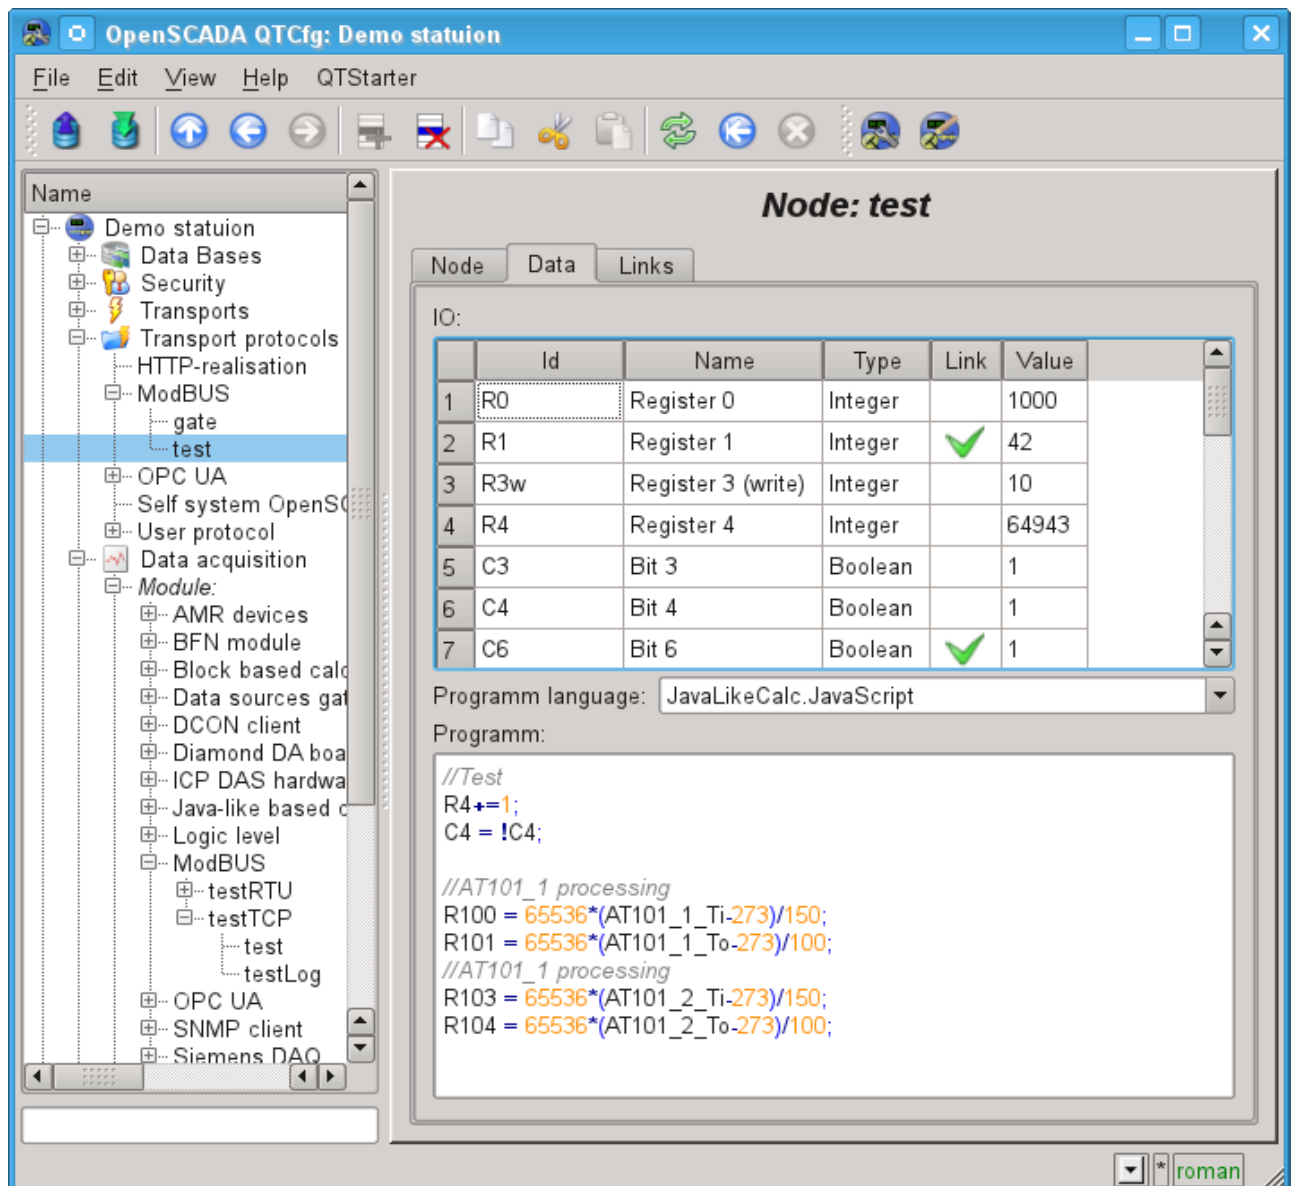 OpenSCADA QTCfg: Demo statuion
File Edit View Help QTStarter
Name
Demo statuion
Data Bases
Security
Transports
Transport protocols
HTTP-realisation
ModBUS
gate
test
OPC UA
Self system OpenSC
User protocol
Data acquisition
Module:
AMR devices
BFN module
Block based calc
Data sources gat
DCON client
Diamond DA boa
ICP DAS hardwa
Java-like based c
Logic level
ModBUS
testRTU
testTCP
test
testLog
OPC UA
SNMP client
Siemens DAQ
Node: test
Node Data Links
IO:
Id Name Type Link Value
1 R0 Register 0 Integer 1000
2 R1 Register 1 Integer 42
3 R3w Register 3 (write) Integer 10
4 R4 Register 4 Integer 64943
5 C3 Bit 3 Boolean 1
6 C4 Bit 4 Boolean 1
7 C6 Bit 6 Boolean 1
Programm language: JavaLikeCalc.JavaScript
Programm:
//Test
R4+=1;
C4 = !C4;
//AT101_1 processing
R100 = 65536*(AT101_1_Ti-273)/150;
R101 = 65536*(AT101_1_To-273)/100;
//AT101_1 processing
R103 = 65536*(AT101_2_Ti-273)/150;
R104 = 65536*(AT101_2_To-273)/100;
* roman